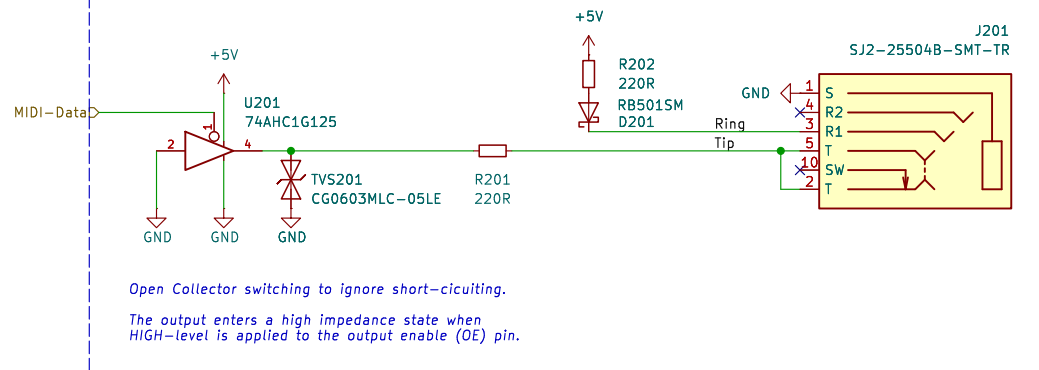 +5V
J201
SJ2-25504B-SMT-TR
+5V
R202
220R
GND
1
S
U201
RB501SM
4
R2
MIDI-Data
74AHC1G125
D201
1
Ring
3
R1
2
4
Tip
5
T
TVS201
R201
10
SW
CG0603MLC-05LE
220R
2
T
GND
GND
GND
Open Collector switching to ignore short-cicuiting.
The output enters a high impedance state when
HIGH-level is applied to the output enable (OE) pin.